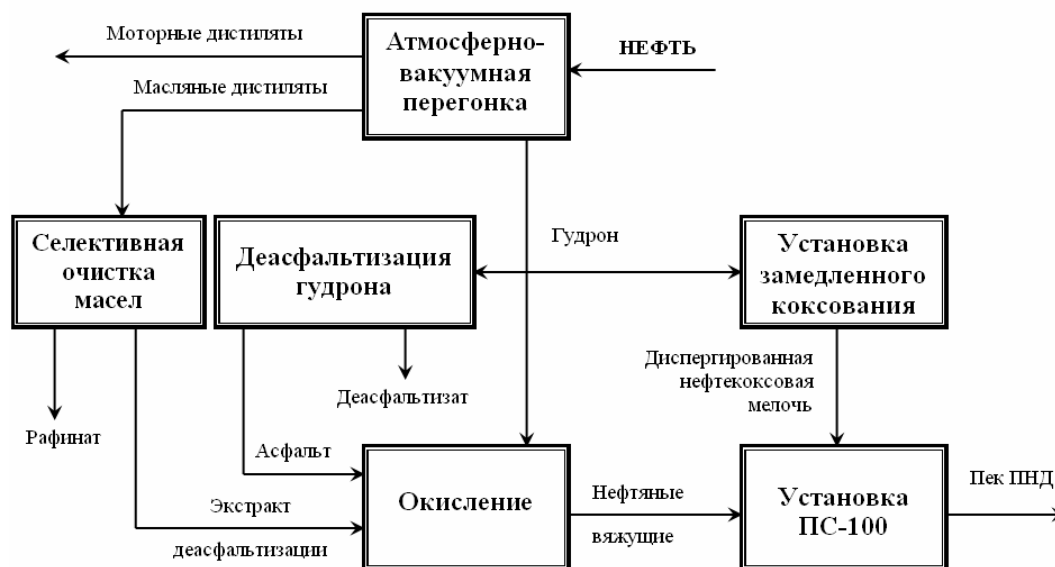 Моторные дистиляты
Атмосферно-
вакуумная
перегонка
НЕФТЬ
Масляные дистиляты
Селективная
очистка
масел
Деасфальтизация
гудрона
Гудрон
Установка
замедленного
коксования
Диспергированная
нефтекоксовая
мелочь
Деасфальтизат
Рафинат
Асфальт
Экстракт
деасфальтизации
Окисление
Нефтяные
вяжущие
Установка
ПС-100
Пек ПНД